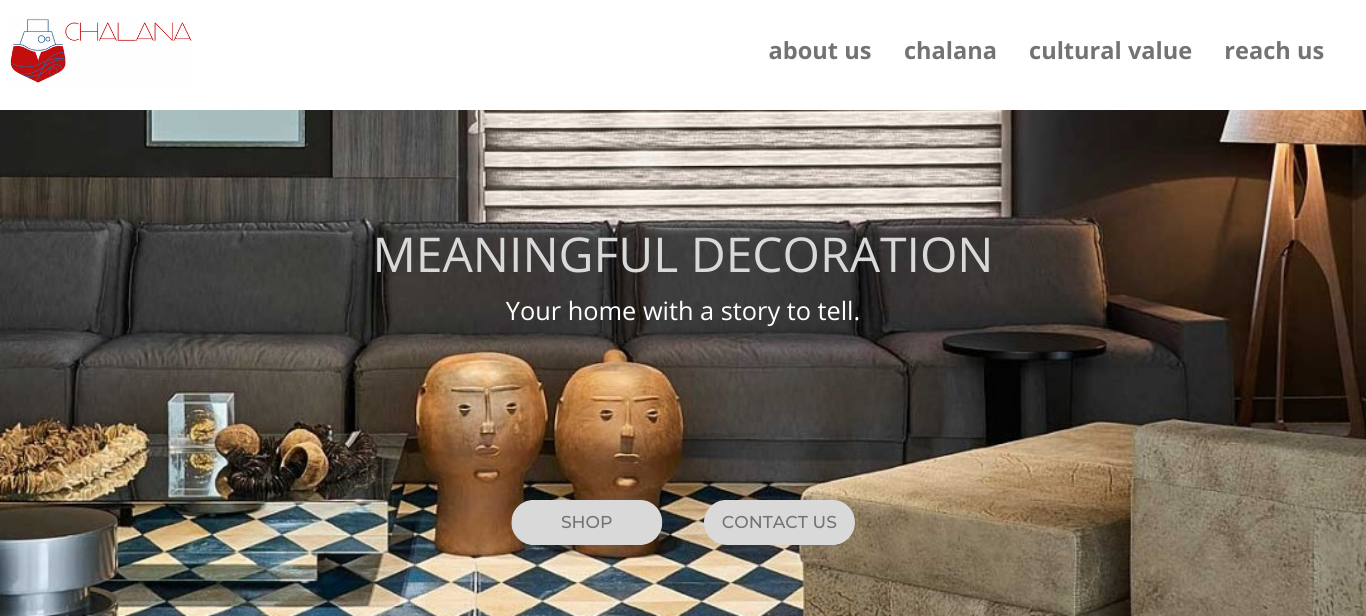 CHALANA
about us
chalana
cultural value
reach us
MEANINGFUL DECORATION
Your home with a story to tell.
SHOP
CONTACT US